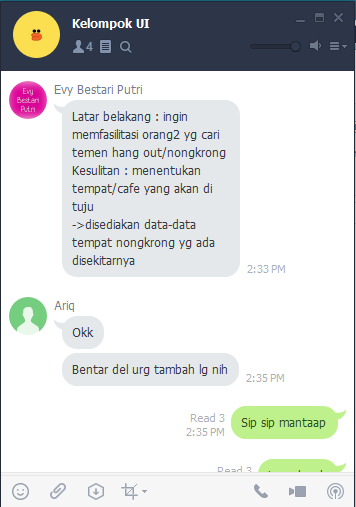 Kelompok UI
4
Evy Bestari Putri
Evy
Bestari
Putri
Latar belakang : ingin
memfasilitasi orang2 yg cari
temen hang out/nongkrong
Kesulitan : menentukan
tempat/cafe yang akan di
tuju
->disediakan data-data
tempat nongkrong yg ada
disekitarnya
2:33 PM
Ariq
Okk
Bentar del urg tambah lg nih
2:35 PM
Read 3
2:35 PM
Sip sip mantaap
Read 3